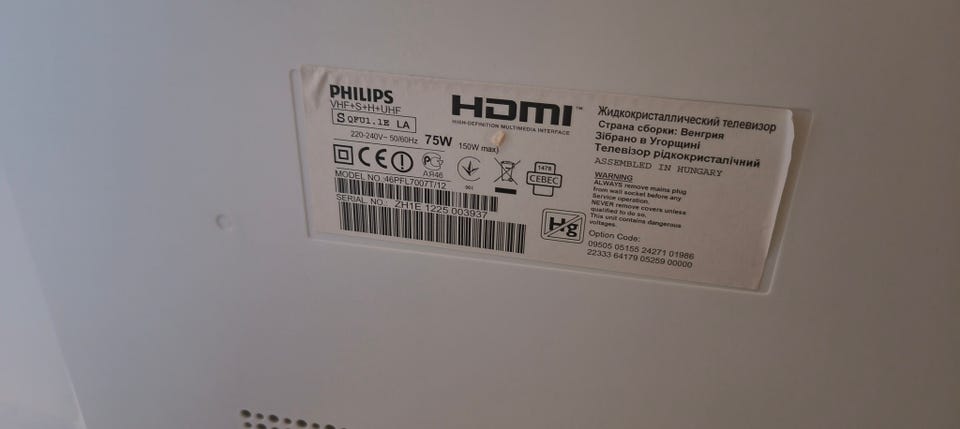 PHILIPS
VHF+S+H+UHF
S QFU1.1E LA
220-240V~ 50/60Hz 75W 150W max)
HDMI™
HIGH-DEFINITION MULTIMEDIA INTERFACE
CE
АЯ46
001
1478
CEBEC
MODEL NO.:46PFL7007T/12
SERIAL NO.: ZH1E 1225 003937
Hg
Жидкокристаллический телевизор
Страна сборки: Венгрия
Зібрано в Угорщині
Телевізор рідкокристалічний
ASSEMBLED IN HUNGARY
WARNING
ALWAYS remove mains plug
from wall socket before any
Service operation.
NEVER remove covers unless
qualified to do so.
This unit contains dangerous
voltages.
Option Code:
09505 05155 24271 01986
22333 64179 05259 00000